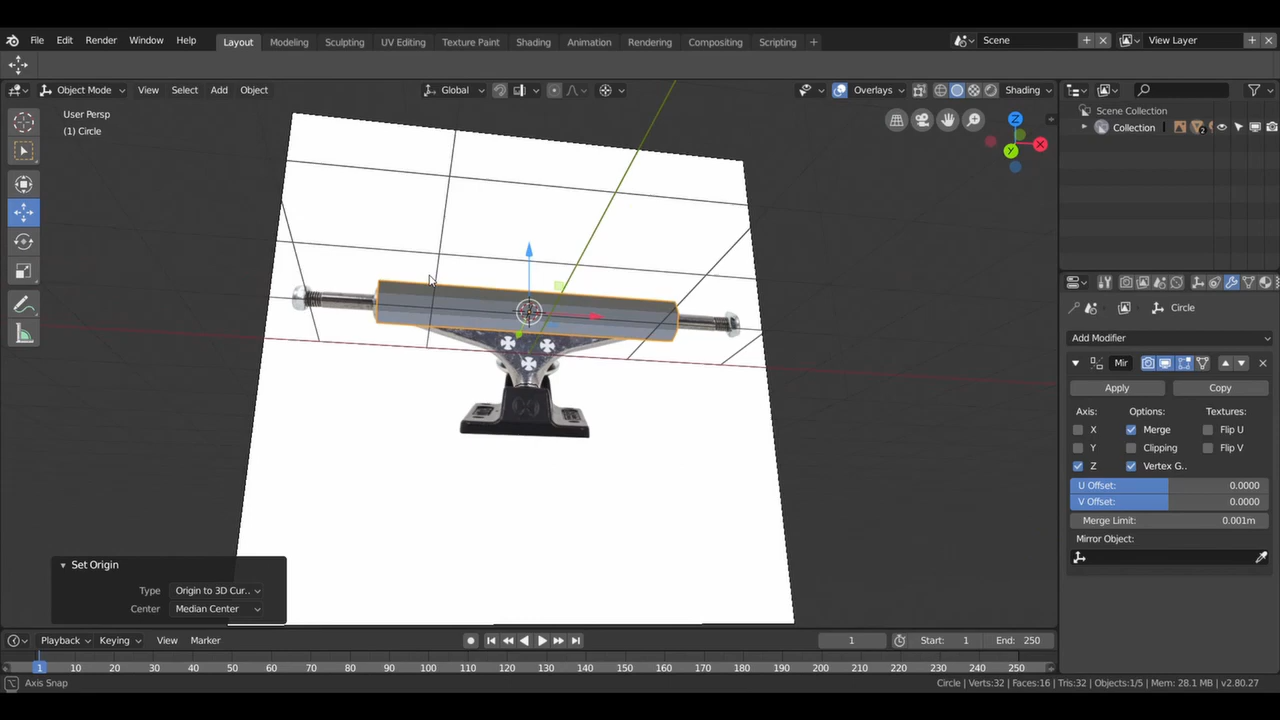 File Edit Render Window Help
Layout Modeling Sculpting UV Editing Texture Paint Shading Animation Rendering Compositing Scripting +
Scene
View Layer
Object Mode View Select Add Object
Global
Overlays
Shading
User Persp
(1) Circle
Z
Y
X
Scene Collection
Collection
2
Circle
Add Modifier
Mir
Apply
Copy
Axis: Options: Textures:
X Merge Flip U
Y Clipping Flip V
Z Vertex G..
U Offset: 0.0000
V Offset: 0.0000
Merge Limit: 0.001m
Mirror Object:
Set Origin
Type Origin to 3D Cur..
Center Median Center
Playback Keying View Marker
1
Start: 1
End: 250
1 10 20 30 40 50 60 70 80 90 100 110 120 130 140 150 160 170 180 190 200 210 220 230 240 250
Axis Snap
Circle | Verts:32 | Faces:16 | Tris:32 | Objects:1/5 | Mem: 28.1 MB | v2.80.27